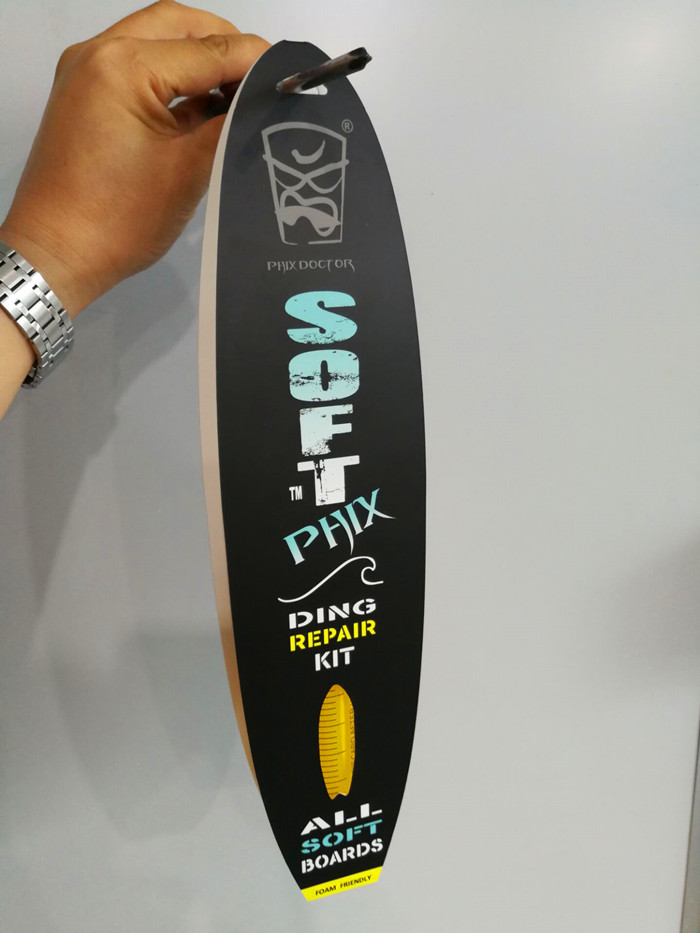 ®
PHIX DOCTOR
SOFT
TM
PHIX
DING
REPAIR
KIT
ALL
SOFT
BOARDS
FOAM FRIENDLY